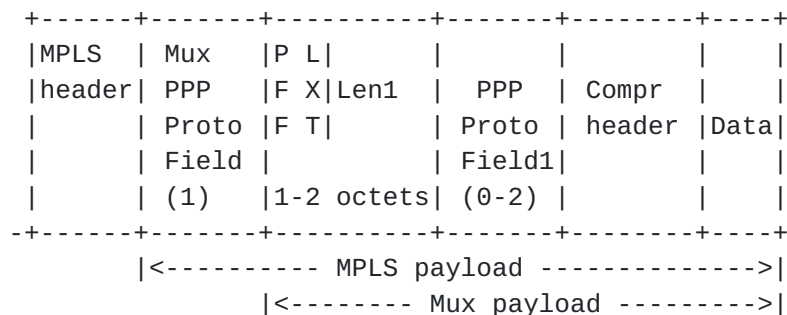 +------+-------+----------+-------+--------+----+
|MPLS  | Mux   |P L|      |       |        |    |
|header| PPP   |F X|Len1  |  PPP  | Compr  |    |
|      | Proto |F T|      | Proto | header |Data|
|      | Field |          | Field1|        |    |
|      | (1)   |1-2 octets| (0-2) |        |    |
-+------+-------+----------+-------+--------+----+
|<---------- MPLS payload -------------->|
|<-------- Mux payload --------->|